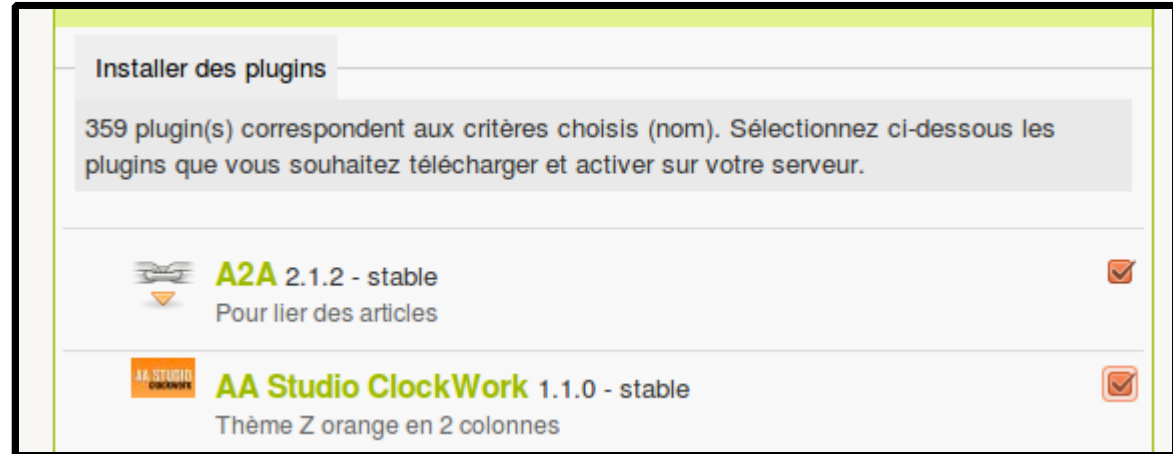 Installer des plugins
359 plugin(s) correspondent aux critères choisis (nom). Sélectionnez ci-dessous les
plugins que vous souhaitez télécharger et activer sur votre serveur.
A2A 2.1.2 - stable
Pour lier des articles
AA STUDIO
CLOCKWORK
AA Studio ClockWork 1.1.0 - stable
Thème Z orange en 2 colonnes